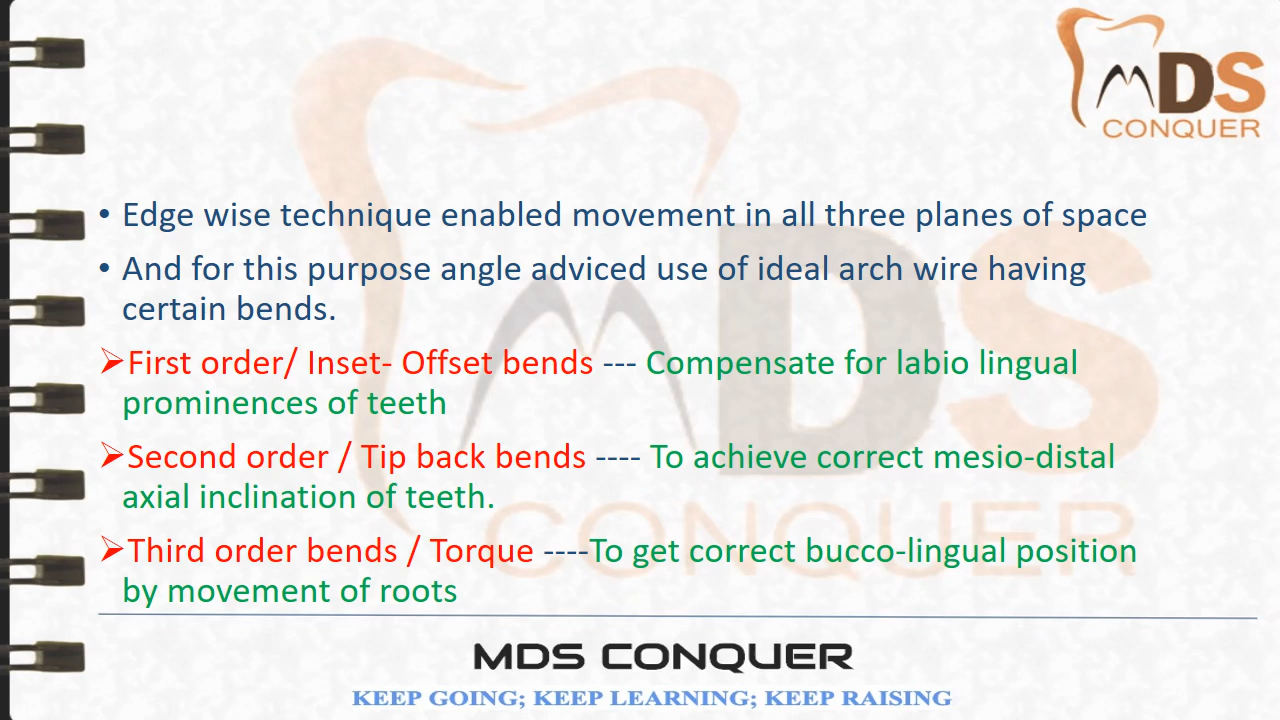 MDS
CONQUER
• Edge wise technique enabled movement in all three planes of space
• And for this purpose angle adviced use of ideal arch wire having
certain bends.
➢First order/ Inset- Offset bends --- Compensate for labio lingual
prominences of teeth
➢Second order / Tip back bends ---- To achieve correct mesio-distal
axial inclination of teeth.
➢Third order bends / Torque ----To get correct bucco-lingual position
by movement of roots
MDS CONQUER
KEEP GOING; KEEP LEARNING; KEEP RAISING